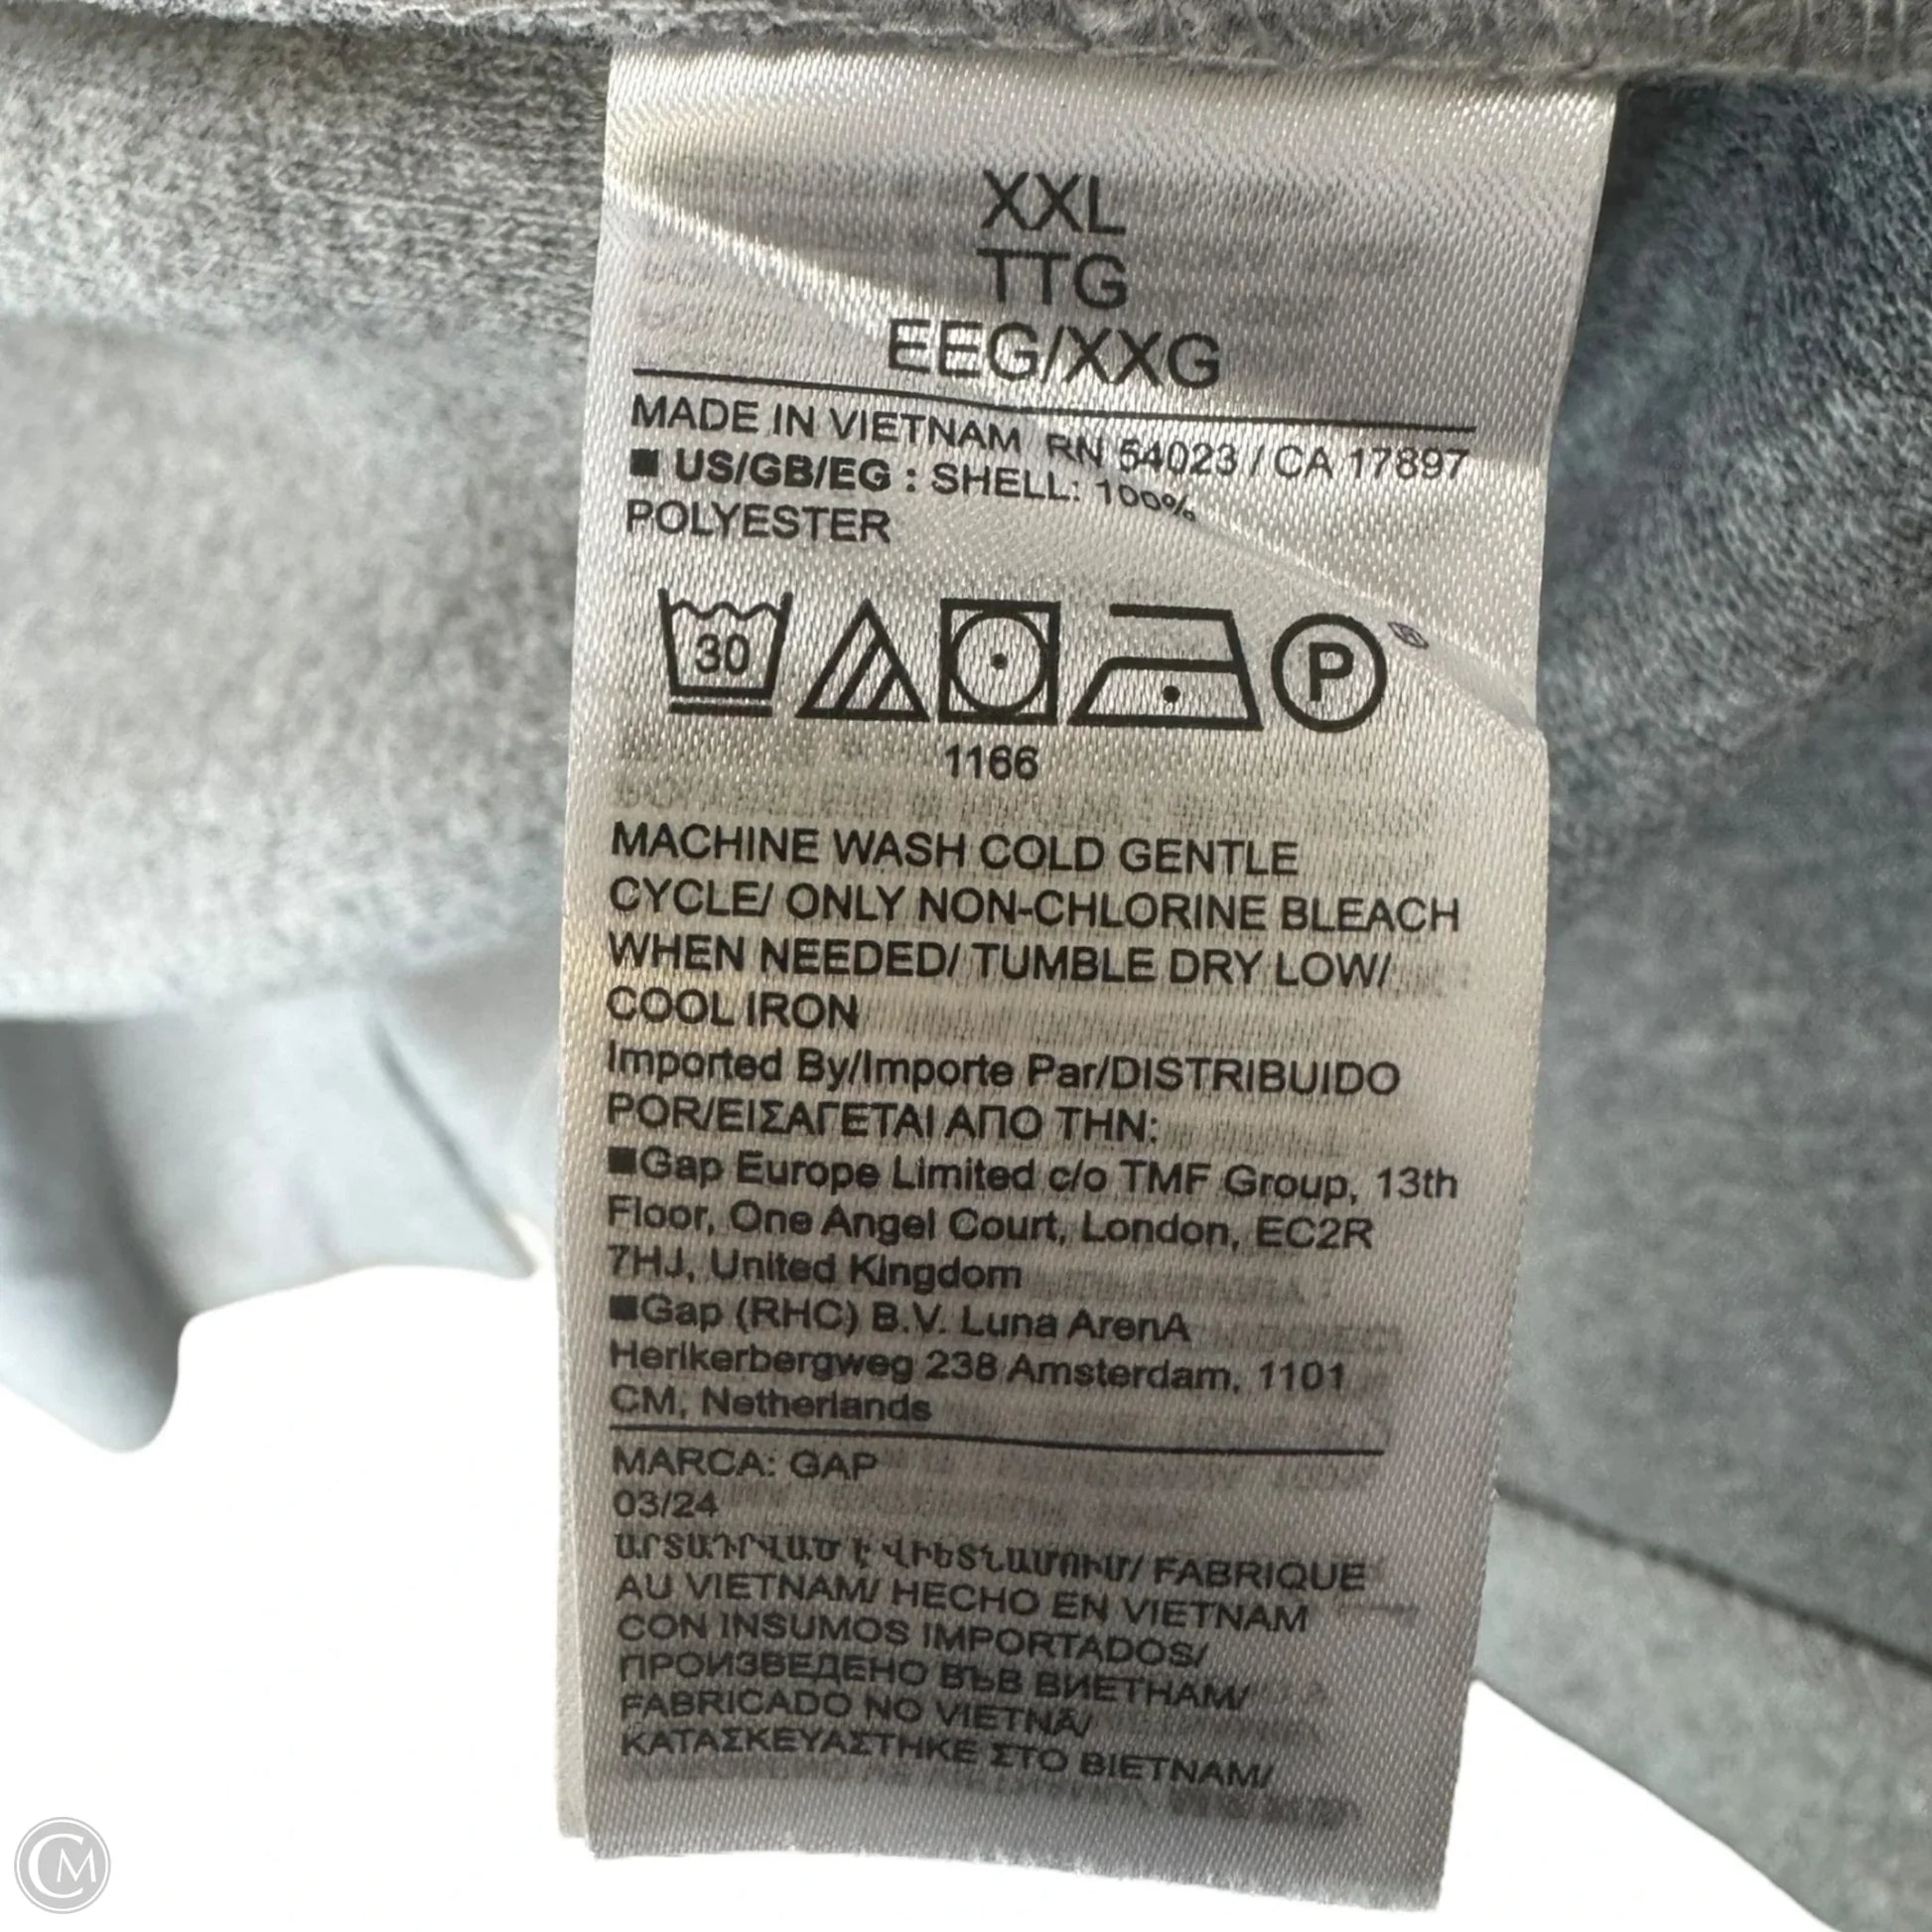 XXL
TTG
EEG/XXG
MADE IN VIETNAM RN 54023 / CA 17897
■ US/GB/EG : SHELL: 100%
POLYESTER
30
P®
1166
MACHINE WASH COLD GENTLE
CYCLE/ ONLY NON-CHLORINE BLEACH
WHEN NEEDED/ TUMBLE DRY LOW/
COOL IRON
Imported By/Importe Par/DISTRIBUIDO
POR/ΕΙΣΑΓΕΤΑΙ ΑΠΟ ΤΗΝ:
■Gap Europe Limited c/o TMF Group, 13th
Floor, One Angel Court, London, EC2R
7HJ, United Kingdom
■Gap (RHC) B.V. Luna ArenA
Herikerbergweg 238 Amsterdam, 1101
CM, Netherlands
MARCA: GAP
03/24
ԱՐՏԱԴՐՎԱԾ Է ՎԻԵՏՆԱՄՈՒՄ/ FABRIQUE
AU VIETNAM/ HECHO EN VIETNAM
CON INSUMOS IMPORTADOS/
ПРОИЗВЕДЕНО ВЪВ ВИЕТНАМ/
FABRICADO NO VIETNÃ/
ΚΑΤΑΣΚΕΥΑΣΤΗΚΕ ΣΤΟ ΒΙΕΤΝΑΜ/
CM